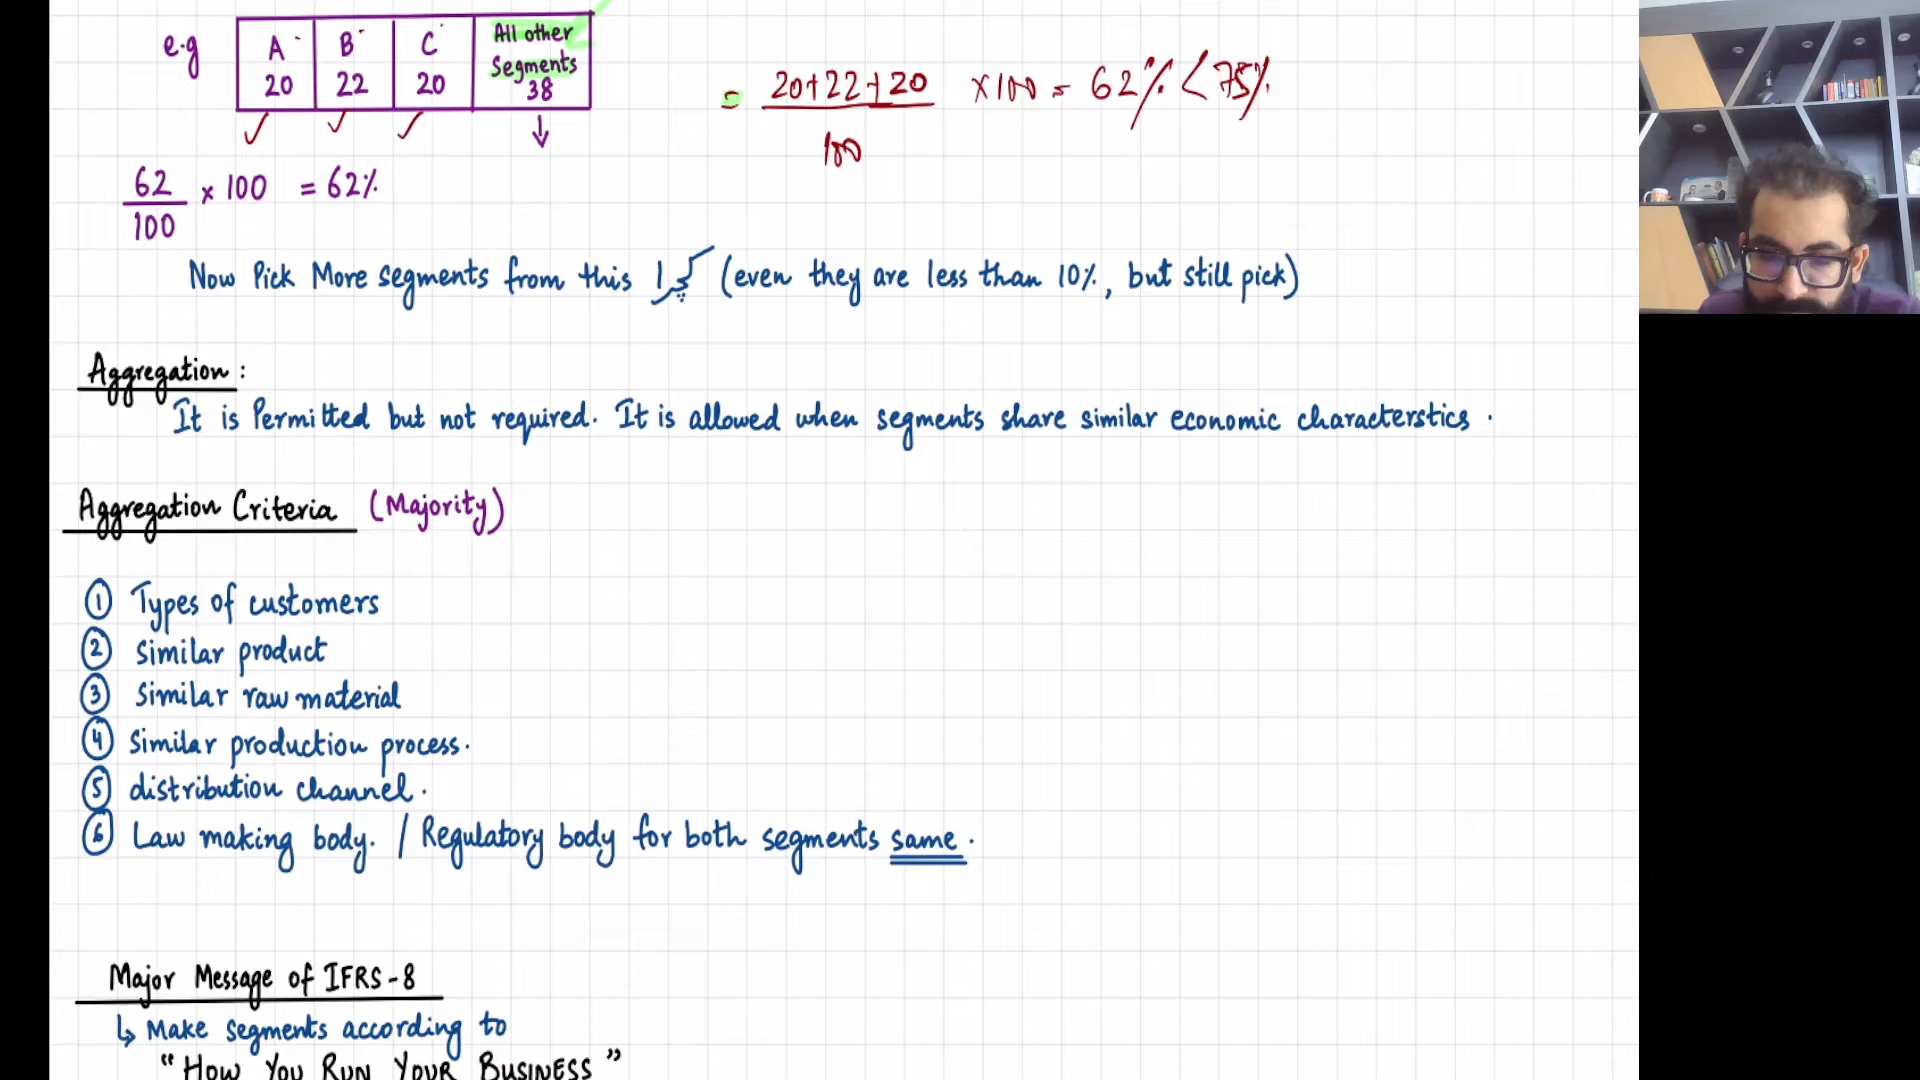 e.g
A B C All other
20 22 20 Segments
38
= 20+22+20 ×100 = 62% < 75%
100
62 × 100 = 62%
100
Now Pick More segments from this کچرا (even they are less than 10%, but still pick)
Aggregation:
It is Permitted but not required. It is allowed when segments share similar economic characterstics.
Aggregation Criteria (Majority)
① Types of customers
② Similar product
③ Similar raw material
④ Similar production process.
⑤ distribution channel.
⑥ Law making body. / Regulatory body for both segments same.
Major Message of IFRS-8
↳ Make segments according to
"How You Run Your Business"